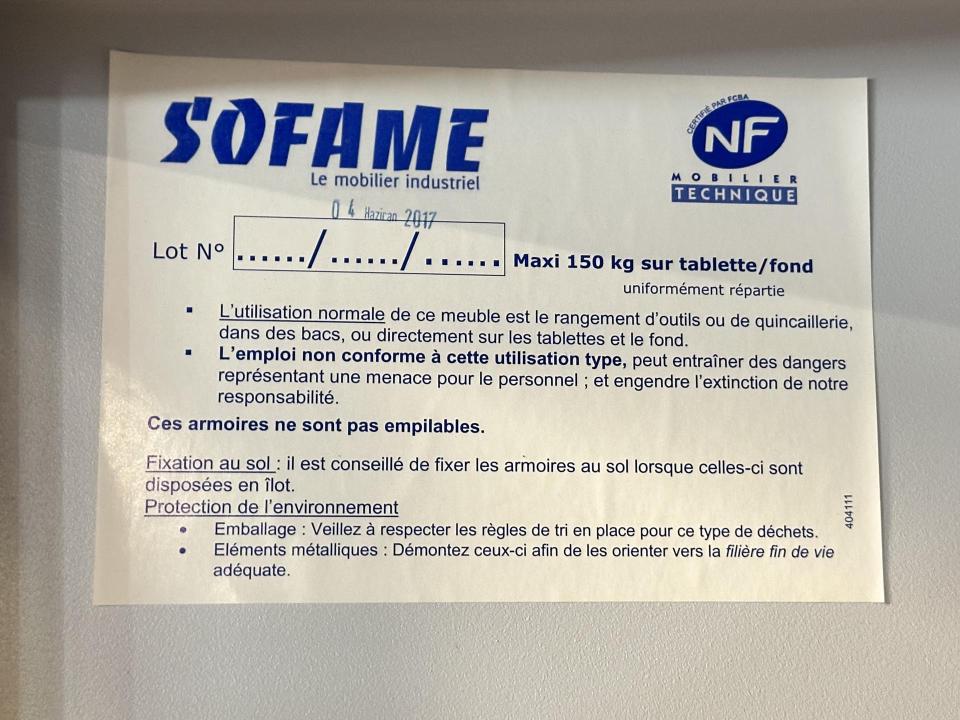 SOFAME
Le mobilier industriel
CERTIFIÉ PAR FCBA
NF
MOBILIER
TECHNIQUE
04 Haziran 2017
Lot N° ....../....../......
Maxi 150 kg sur tablette/fond
uniformément répartie
▪ L'utilisation normale de ce meuble est le rangement d'outils ou de quincaillerie,
dans des bacs, ou directement sur les tablettes et le fond.
▪ L'emploi non conforme à cette utilisation type, peut entraîner des dangers
représentant une menace pour le personnel ; et engendre l'extinction de notre
responsabilité.
Ces armoires ne sont pas empilables.
Fixation au sol : il est conseillé de fixer les armoires au sol lorsque celles-ci sont
disposées en îlot.
Protection de l'environnement
• Emballage : Veillez à respecter les règles de tri en place pour ce type de déchets.
• Eléments métalliques : Démontez ceux-ci afin de les orienter vers la filière fin de vie
adéquate.
404111